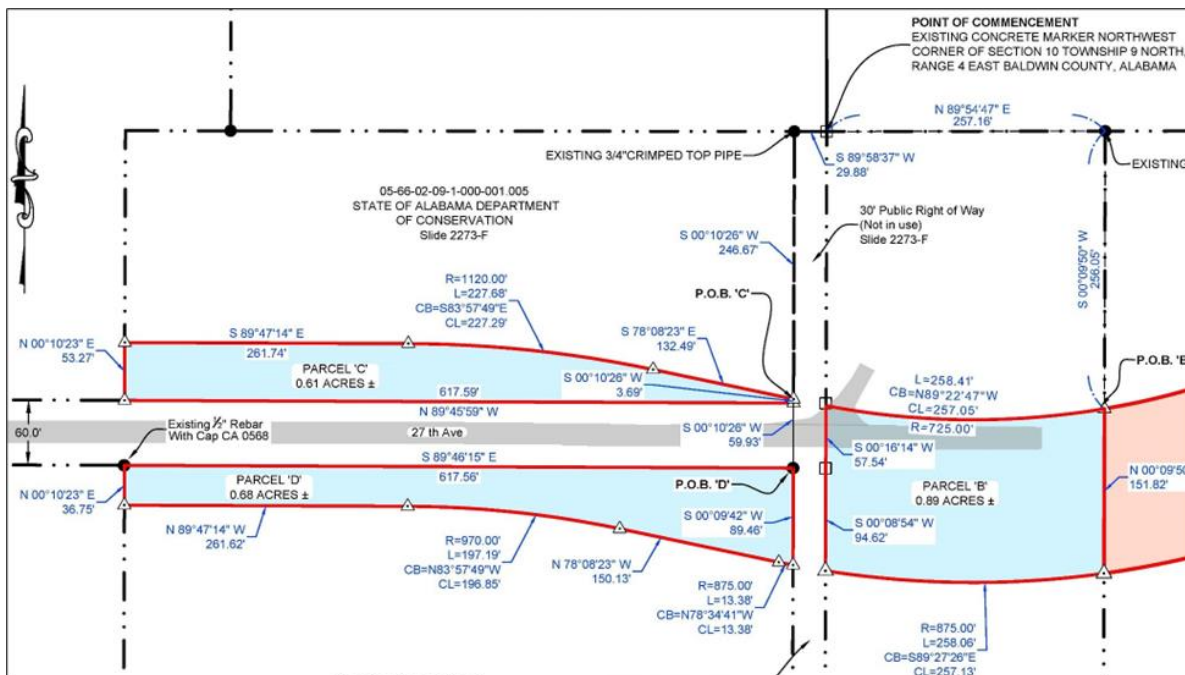 POINT OF COMMENCEMENT
EXISTING CONCRETE MARKER NORTHWEST
CORNER OF SECTION 10 TOWNSHIP 9 NORTH,
RANGE 4 EAST BALDWIN COUNTY, ALABAMA
N 89°54'47" E
257.16'
EXISTING 3/4"CRIMPED TOP PIPE
S 89°58'37" W
29.88'
EXISTING
05-66-02-09-1-000-001.005
STATE OF ALABAMA DEPARTMENT
OF CONSERVATION
Slide 2273-F
30' Public Right of Way
(Not in use)
Slide 2273-F
S 00°10'26" W
246.67'
S 00°09'50" W
256.05'
R=1120.00'
L=227.68'
CB=S83°57'49"E
CL=227.29'
P.O.B. 'C'
N 00°10'23" E
53.27'
S 89°47'14" E
261.74'
S 78°08'23" E
132.49'
PARCEL 'C'
0.61 ACRES ±
S 00°10'26" W
3.69'
617.59'
N 89°45'59" W
L=258.41'
CB=N89°22'47"W
CL=257.05'
R=725.00'
P.O.B. 'B
60.0'
Existing ½" Rebar
With Cap CA 0568
27 th Ave
S 00°10'26" W
59.93'
S 00°16'14" W
57.54'
S 89°46'15" E
617.56'
N 00°10'23" E
36.75'
PARCEL 'D'
0.68 ACRES ±
P.O.B. 'D'
PARCEL 'B'
0.89 ACRES ±
N 00°09'50
151.82'
N 89°47'14" W
261.62'
S 00°09'42" W
89.46'
S 00°08'54" W
94.62'
R=970.00'
L=197.19'
CB=N83°57'49"W
CL=196.85'
N 78°08'23" W
150.13'
R=875.00'
L=13.38'
CB=N78°34'41"W
CL=13.38'
R=875.00'
L=258.06'
CB=S89°27'26"E
CL=257.13'